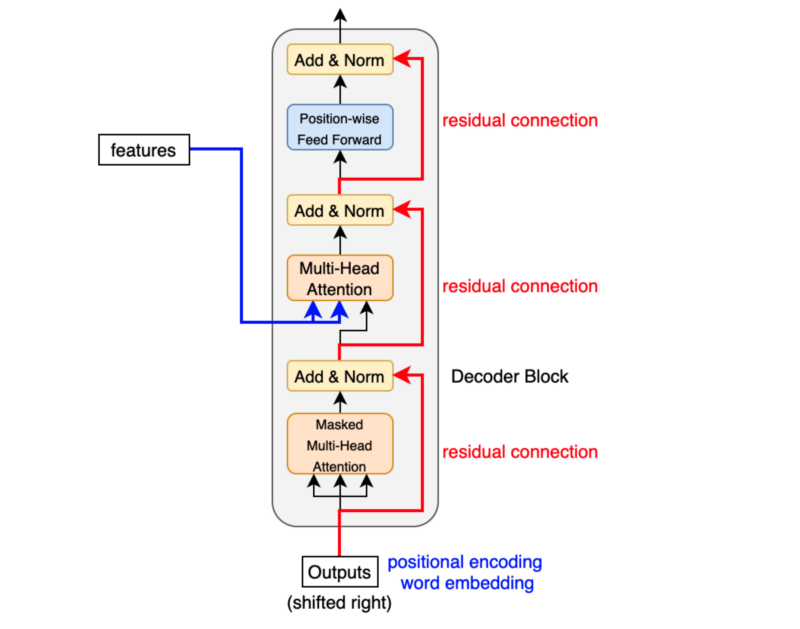 Add & Norm
Position-wise
Feed Forward
residual connection
features
Add & Norm
Multi-Head
Attention
residual connection
Add & Norm
Decoder Block
Masked
Multi-Head
Attention
residual connection
Outputs
(shifted right)
positional encoding
word embedding